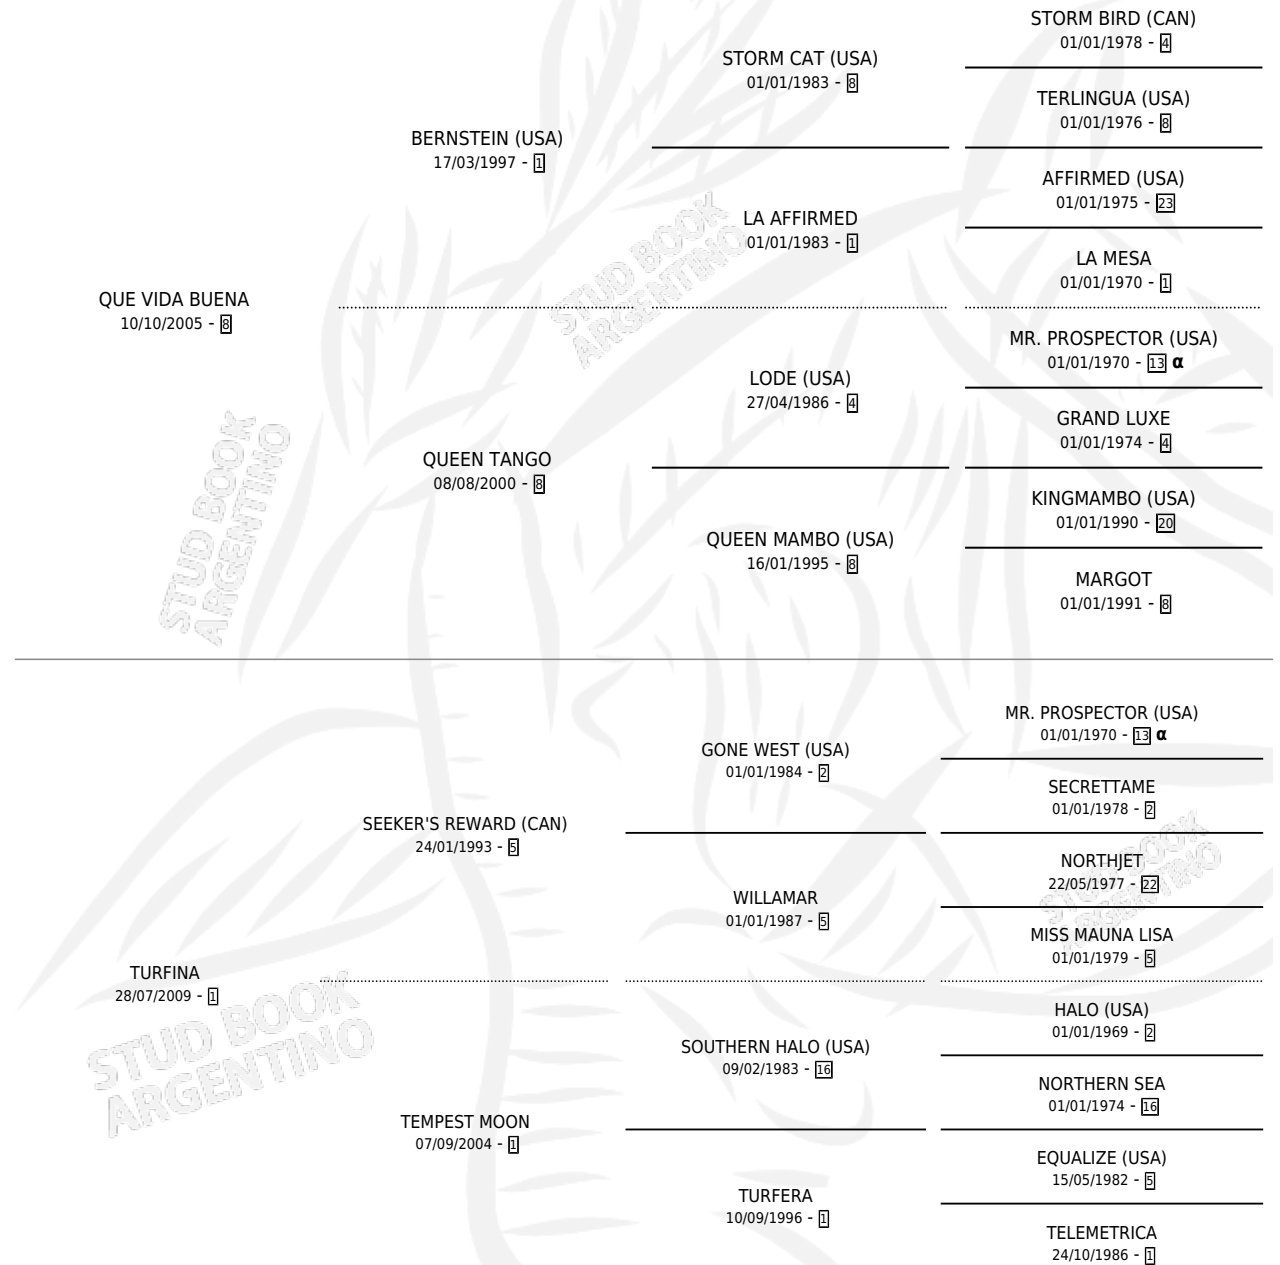 STORM BIRD (CAN)
01/01/1978 - 4
STORM CAT (USA)
01/01/1983 - 8
TERLINGUA (USA)
01/01/1976 - 8
BERNSTEIN (USA)
17/03/1997 - 1
AFFIRMED (USA)
01/01/1975 - 23
LA AFFIRMED
01/01/1983 - 1
LA MESA
01/01/1970 - 1
QUE VIDA BUENA
10/10/2005 - 8
MR. PROSPECTOR (USA)
01/01/1970 - 13 α
LODE (USA)
27/04/1986 - 4
GRAND LUXE
01/01/1974 - 4
QUEEN TANGO
08/08/2000 - 8
KINGMAMBO (USA)
01/01/1990 - 20
QUEEN MAMBO (USA)
16/01/1995 - 8
MARGOT
01/01/1991 - 8
MR. PROSPECTOR (USA)
01/01/1970 - 13 α
GONE WEST (USA)
01/01/1984 - 2
SECRETTAME
01/01/1978 - 2
SEEKER'S REWARD (CAN)
24/01/1993 - 5
NORTHJET
22/05/1977 - 22
WILLAMAR
01/01/1987 - 5
MISS MAUNA LISA
01/01/1979 - 5
TURFINA
28/07/2009 - 1
HALO (USA)
01/01/1969 - 2
SOUTHERN HALO (USA)
09/02/1983 - 16
NORTHERN SEA
01/01/1974 - 16
TEMPEST MOON
07/09/2004 - 1
EQUALIZE (USA)
15/05/1982 - 5
TURFERA
10/09/1996 - 1
TELEMETRICA
24/10/1986 - 1
STUD BOOK
ARGENTINO
STUD BOOK
ARGENTINO
STUD BOOK
ARGENTINO
STUD BOOK
ARGENTINO